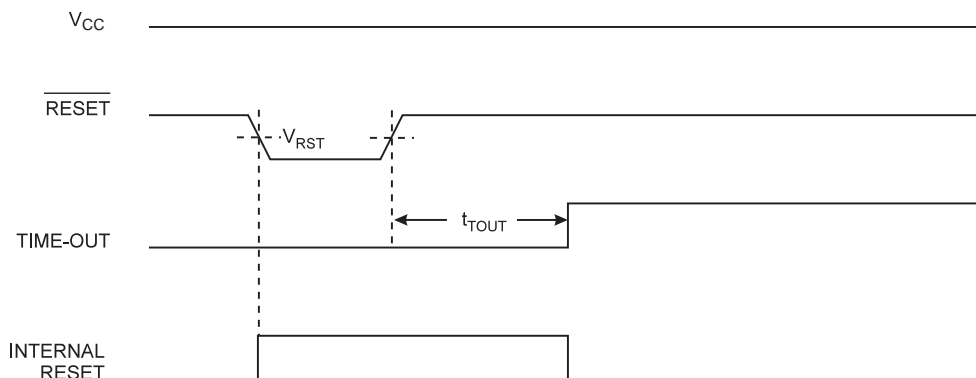 VCC
RESET
VRST
tTOUT
TIME-OUT
INTERNAL
RESET